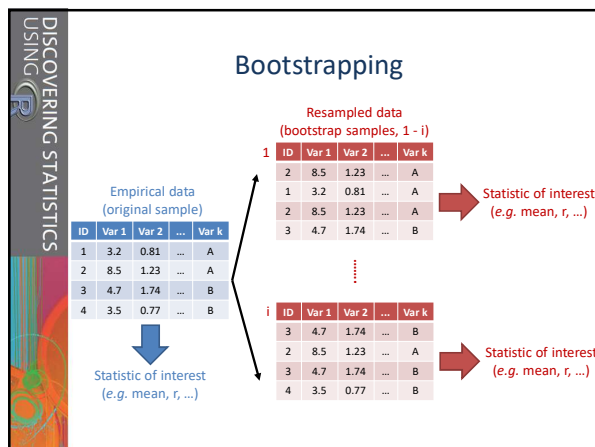 DISCOVERING STATISTICS
USING R
Bootstrapping
Empirical data
(original sample)
ID Var 1 Var 2 ... Var k
1 3.2 0.81 ... A
2 8.5 1.23 ... A
3 4.7 1.74 ... B
4 3.5 0.77 ... B
Statistic of interest
(e.g. mean, r, ...)
Resampled data
(bootstrap samples, 1 - i)
1
ID Var 1 Var 2 ... Var k
2 8.5 1.23 ... A
1 3.2 0.81 ... A
2 8.5 1.23 ... A
3 4.7 1.74 ... B
Statistic of interest
(e.g. mean, r, ...)
i
ID Var 1 Var 2 ... Var k
3 4.7 1.74 ... B
2 8.5 1.23 ... A
3 4.7 1.74 ... B
4 3.5 0.77 ... B
Statistic of interest
(e.g. mean, r, ...)